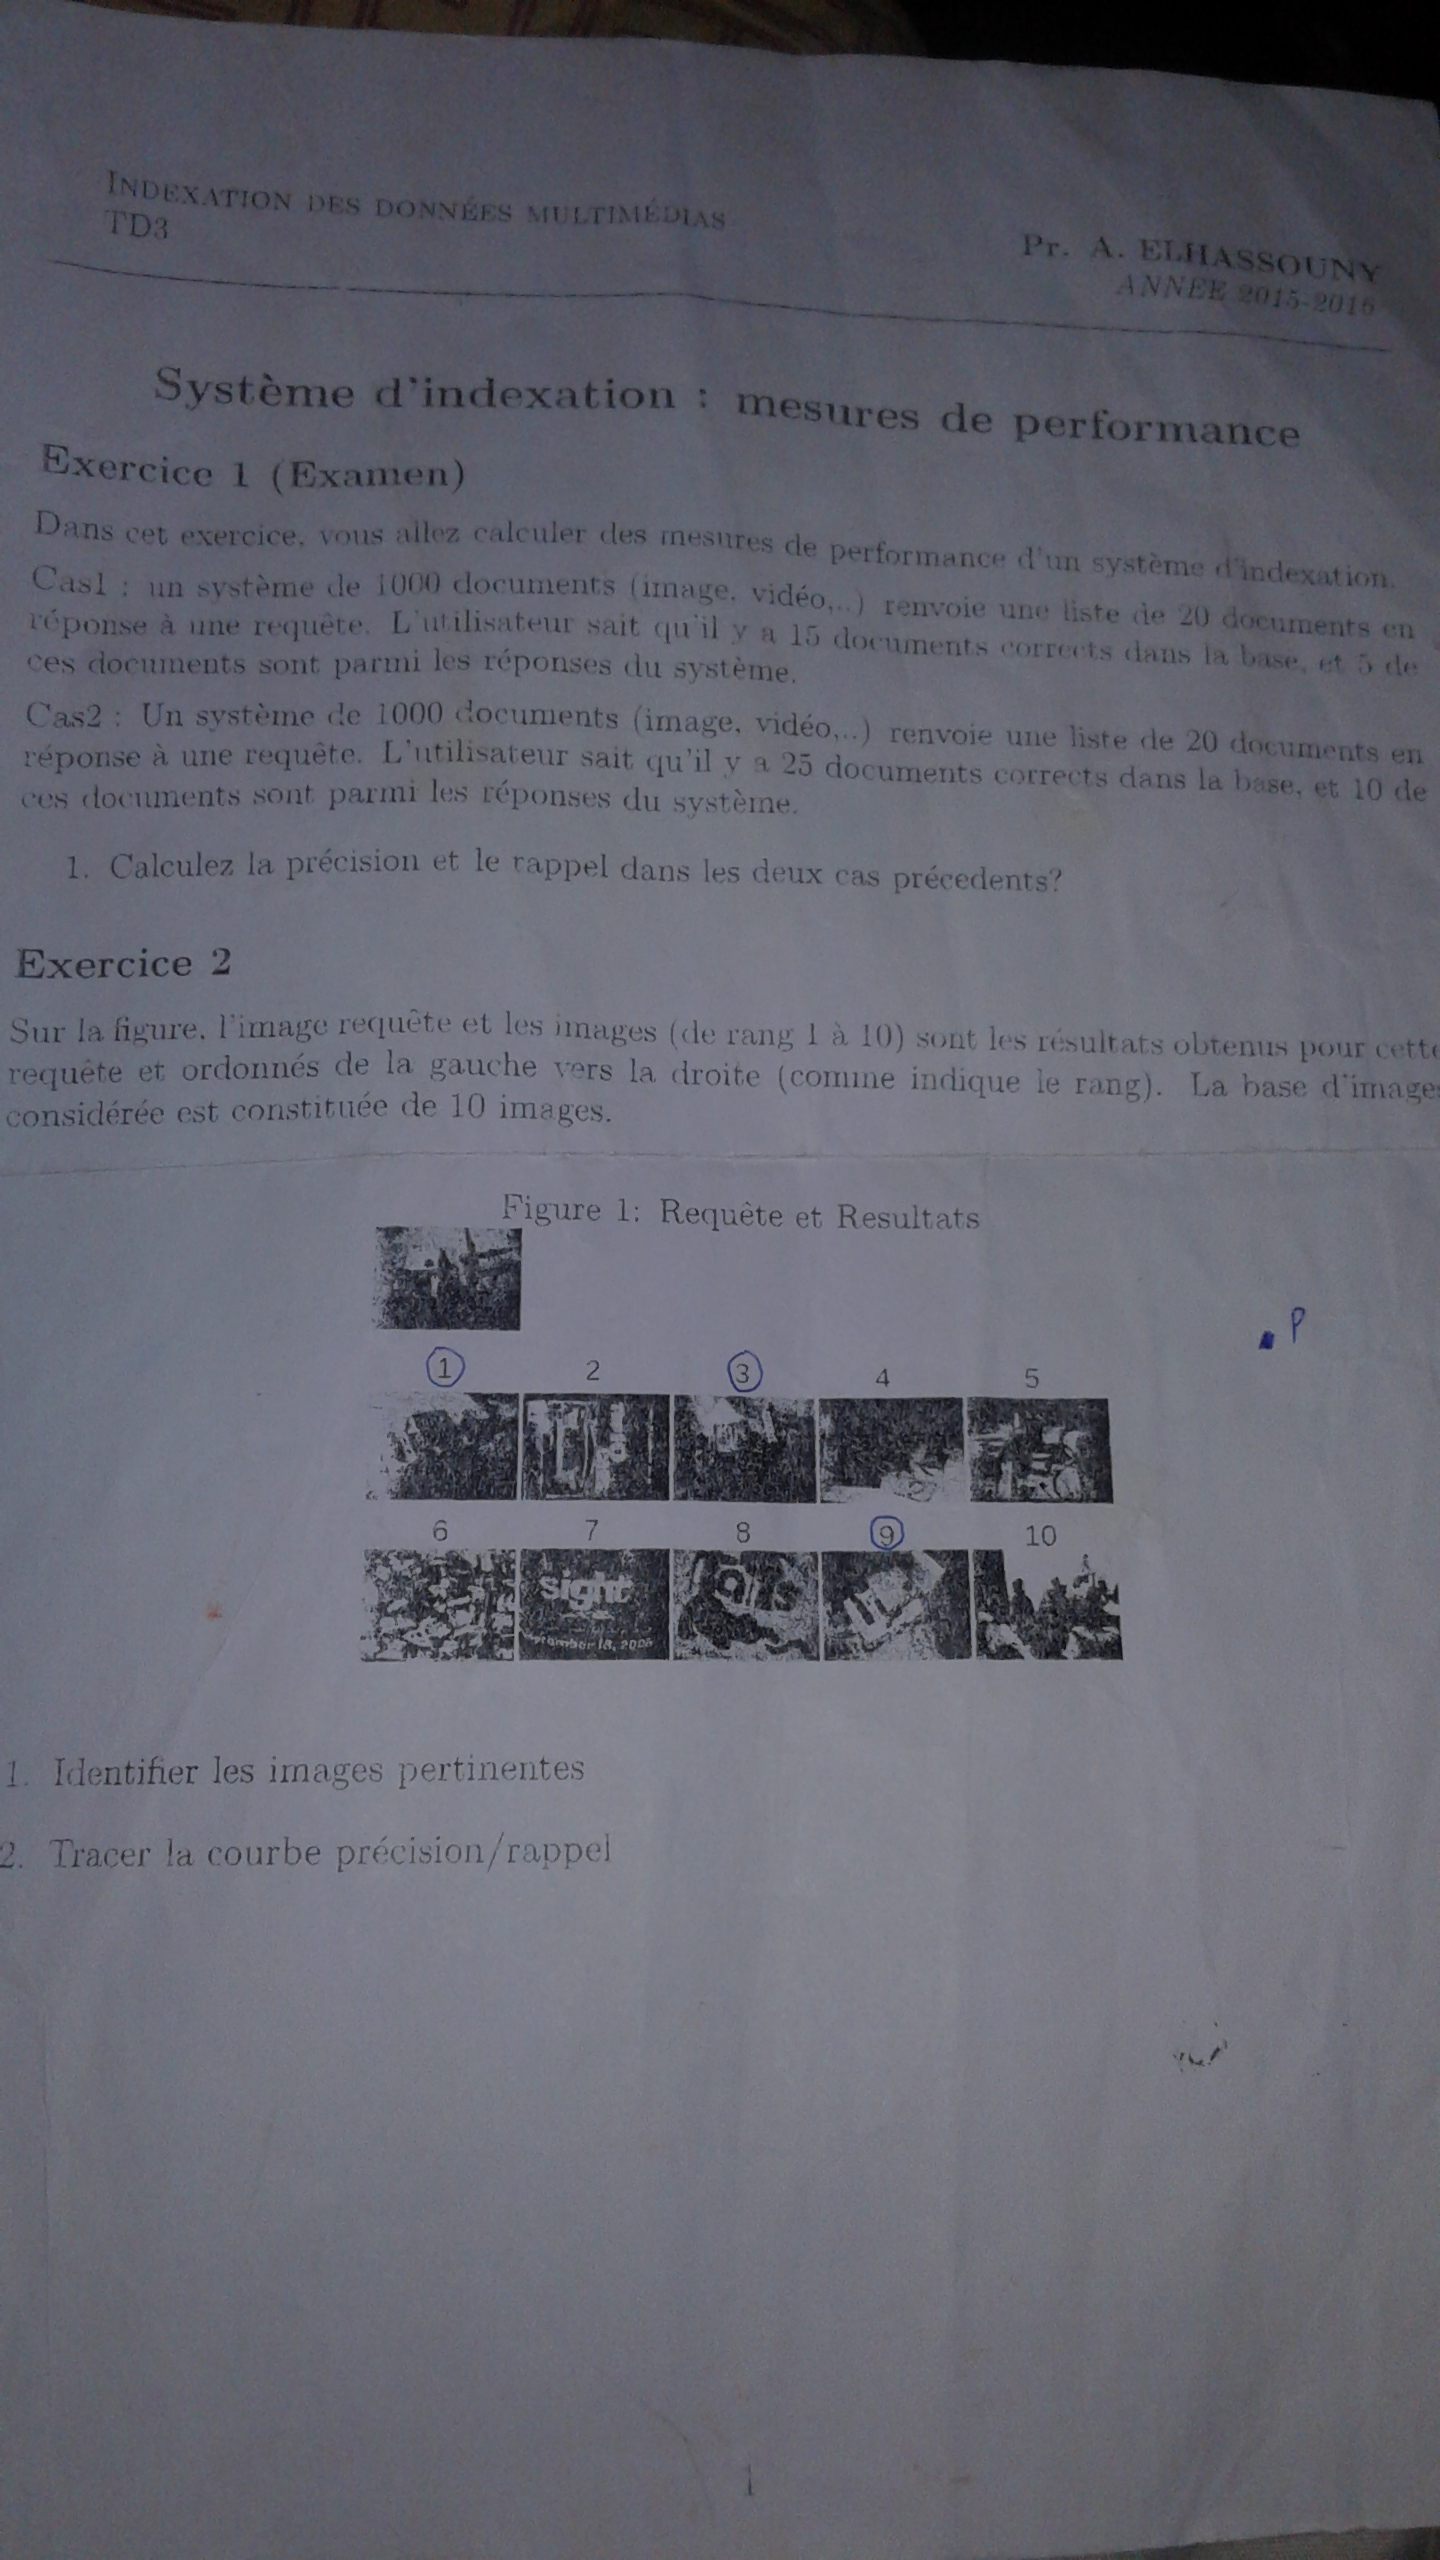 INDEXATION DES DONNÉES MULTIMÉDIAS
TD3
Pr. A. ELHASSOUNY
ANNEE 2015-2016
Système d'indexation : mesures de performance
Exercice 1 (Examen)
Dans cet exercice, vous allez calculer des mesures de performance d'un système d'indexation.
Cas1 : un système de 1000 documents (image, vidéo,..) renvoie une liste de 20 documents en
réponse à une requête. L'utilisateur sait qu'il y a 15 documents corrects dans la base, et 5 de
ces documents sont parmi les réponses du système.
Cas2 : Un système de 1000 documents (image, vidéo,..) renvoie une liste de 20 documents en
réponse à une requête. L'utilisateur sait qu'il y a 25 documents corrects dans la base, et 10 de
ces documents sont parmi les réponses du système.
1. Calculez la précision et le rappel dans les deux cas précedents?
Exercice 2
Sur la figure, l'image requête et les images (de rang 1 à 10) sont les résultats obtenus pour cette
requête et ordonnés de la gauche vers la droite (comme indique le rang). La base d'images
considérée est constituée de 10 images.
Figure 1: Requête et Resultats
P
1 2 3 4 5
6 7 8 9 10
sight
18, 2006
1. Identifier les images pertinentes
2. Tracer la courbe précision/rappel
1